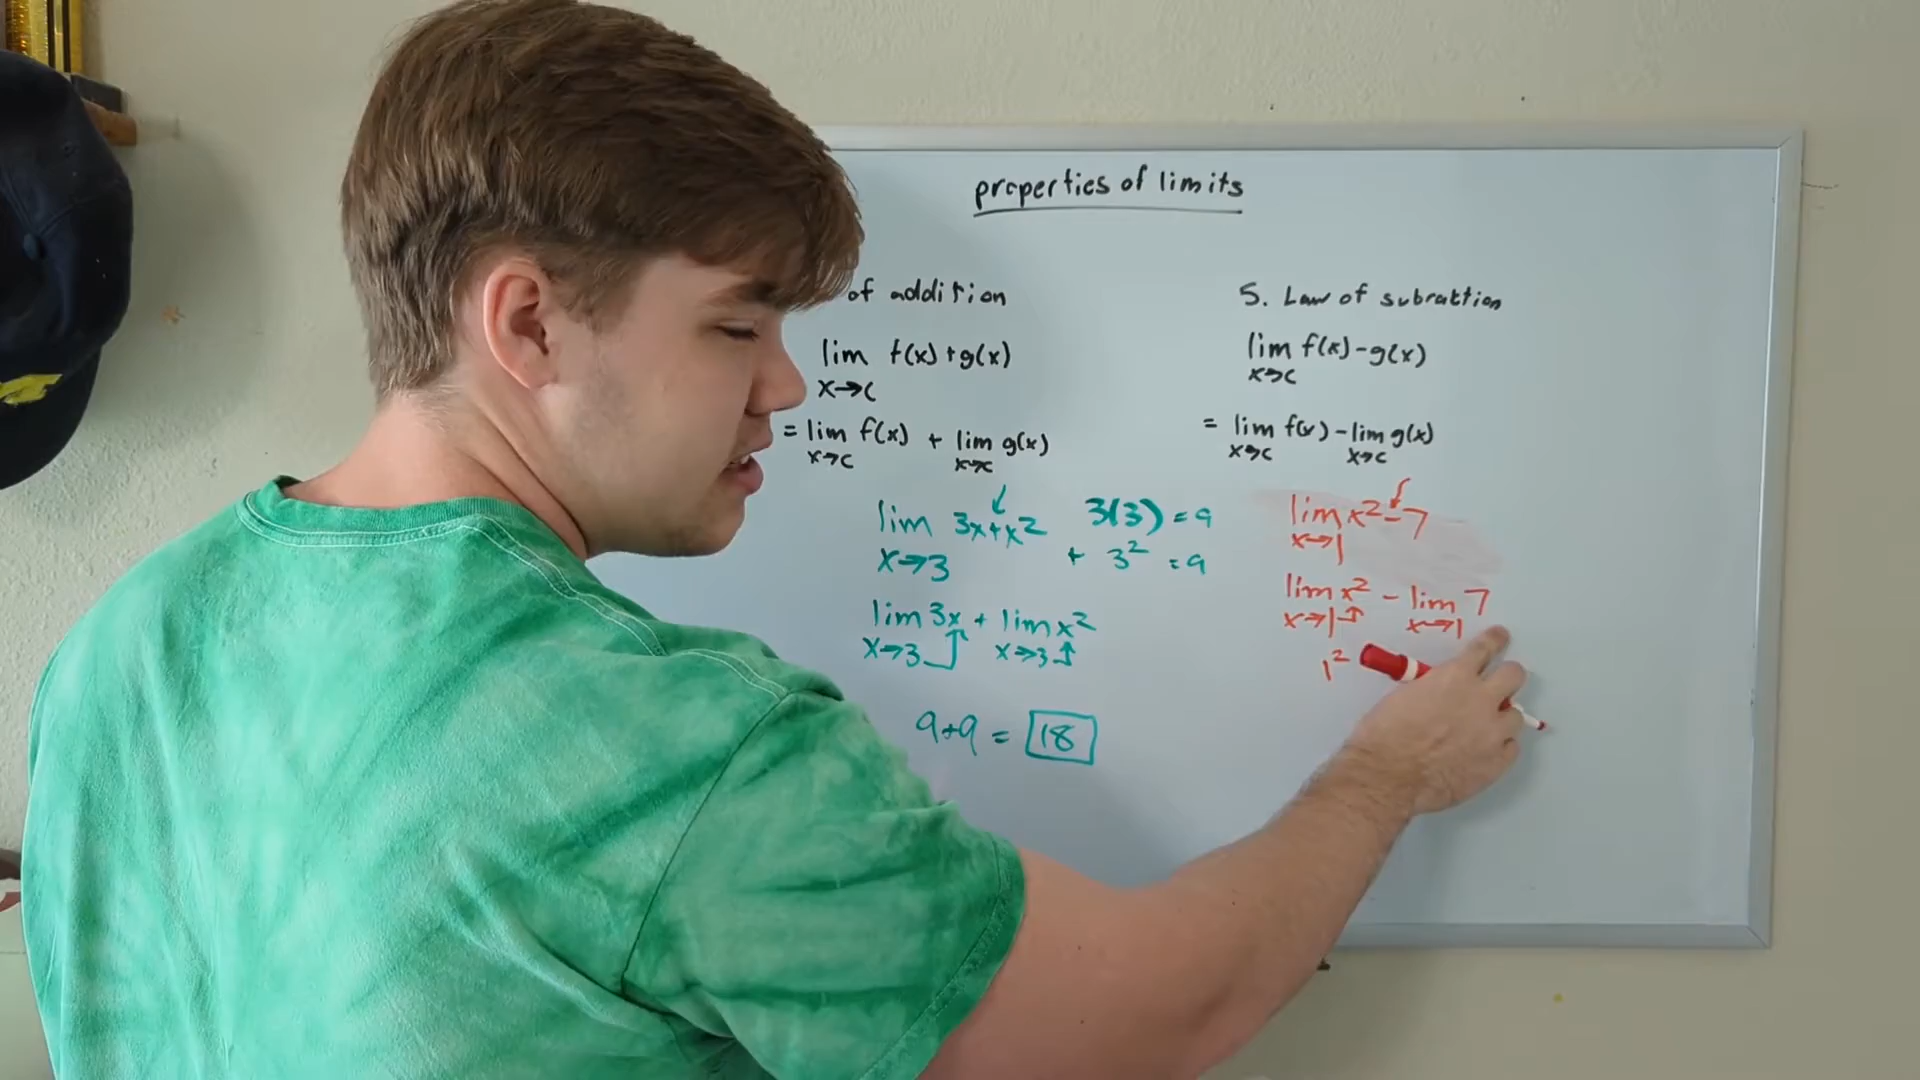 properties of limits
of addition
lim f(x)+g(x)
x→c
= lim f(x) + lim g(x)
x→c x→c
lim 3x+x² 3(3) = 9
x→3 + 3² = 9
lim 3x + lim x²
x→3 x→3
9+9 = 18
5. Law of subraktion
lim f(x)-g(x)
x→c
= lim f(x) - lim g(x)
x→c x→c
lim x²-7
x→1
lim x² - lim 7
x→1 x→1
1²